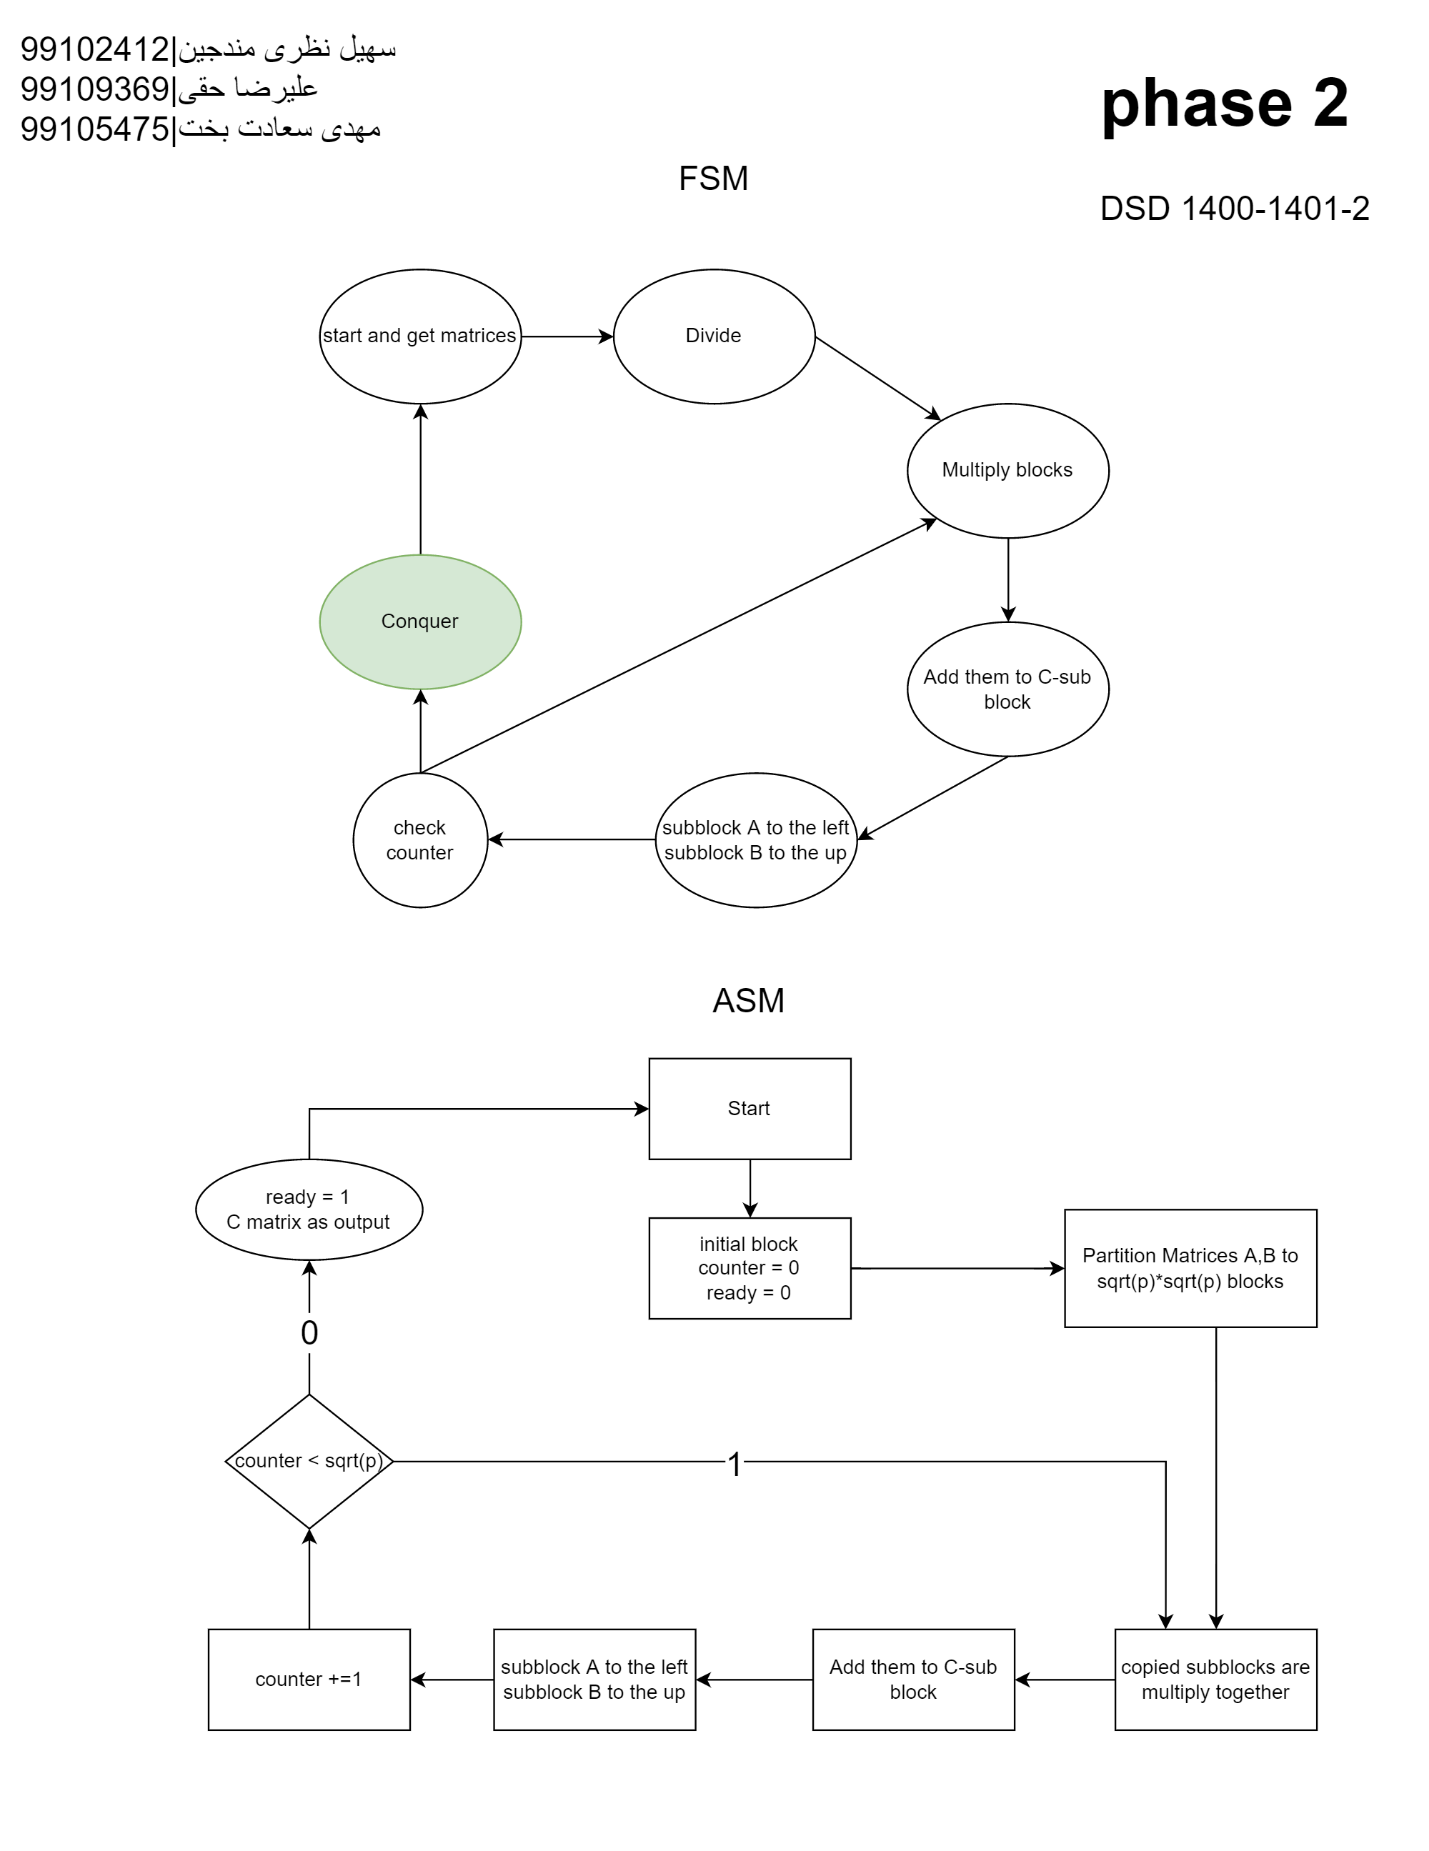 سهیل نظری مندجین|99102412
علیرضا حقی|99109369
مهدی سعادت بخت|99105475
phase 2
DSD 1400-1401-2
FSM
start and get matrices
Divide
Multiply blocks
Conquer
Add them to C-sub
block
check
counter
subblock A to the left
subblock B to the up
ASM
Start
ready = 1
C matrix as output
initial block
counter = 0
ready = 0
Partition Matrices A,B to
sqrt(p)*sqrt(p) blocks
0
counter < sqrt(p)
1
counter +=1
subblock A to the left
subblock B to the up
Add them to C-sub
block
copied subblocks are
multiply together